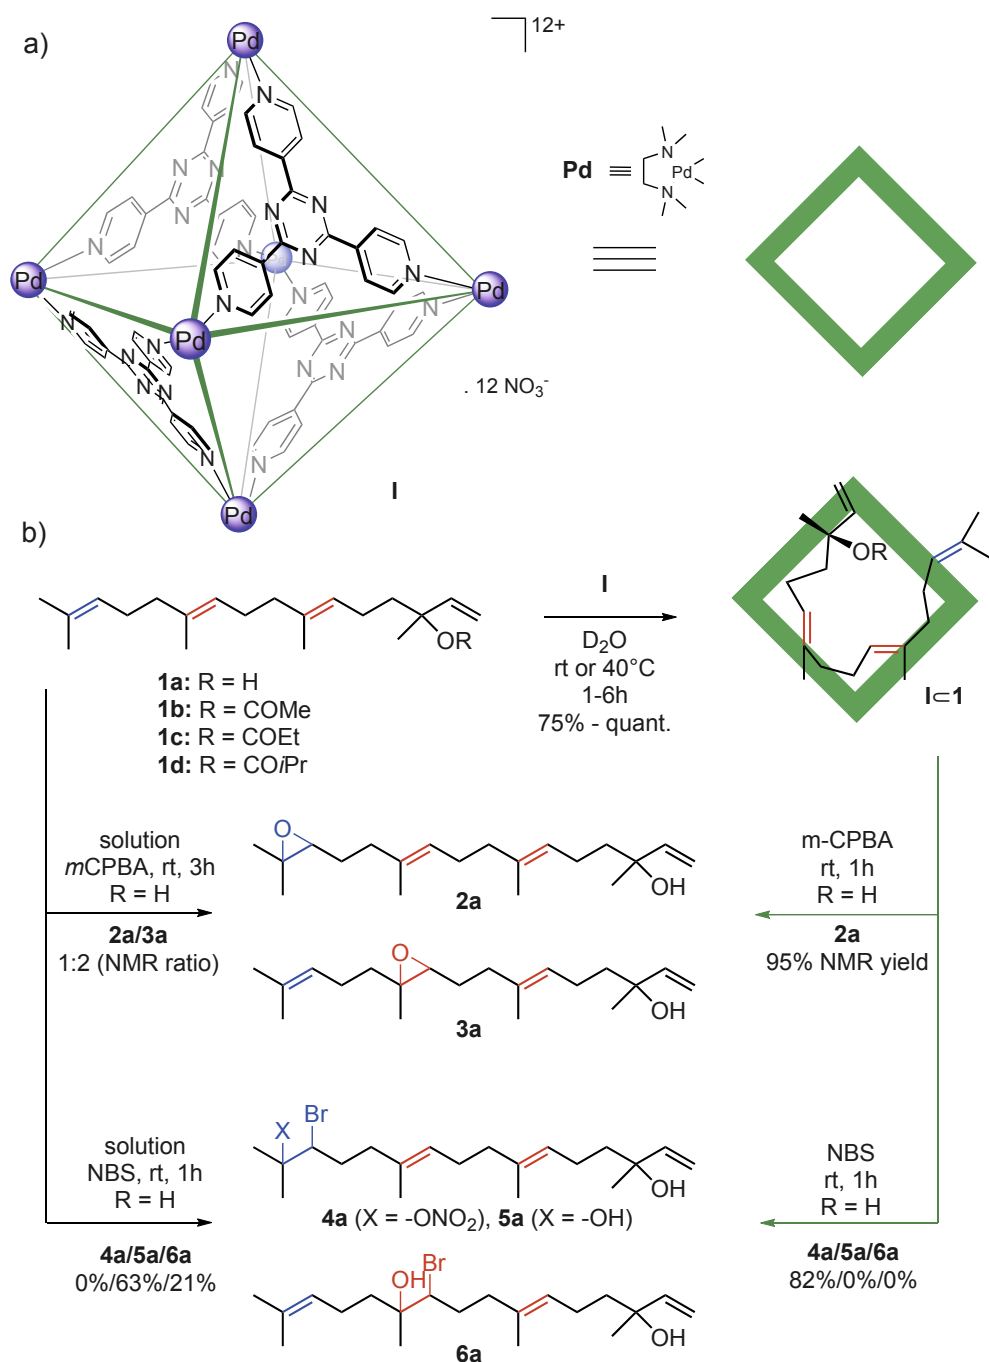 a)
12+
Pd
N
N
N
N
N
N
N
N
N
Pd
N
Pd
N
N
Pd
N
N
N
N
Pd
. 12 NO3-
I
Pd ≡
N
Pd
N
b)
OR
1a: R = H
1b: R = COMe
1c: R = COEt
1d: R = COiPr
I
D2O
rt or 40°C
1-6h
75% - quant.
OR
I⊂1
solution
mCPBA, rt, 3h
R = H
2a/3a
1:2 (NMR ratio)
O
OH
2a
O
OH
3a
m-CPBA
rt, 1h
R = H
2a
95% NMR yield
solution
NBS, rt, 1h
R = H
4a/5a/6a
0%/63%/21%
X
Br
OH
4a (X = -ONO2), 5a (X = -OH)
Br
OH
OH
6a
NBS
rt, 1h
R = H
4a/5a/6a
82%/0%/0%